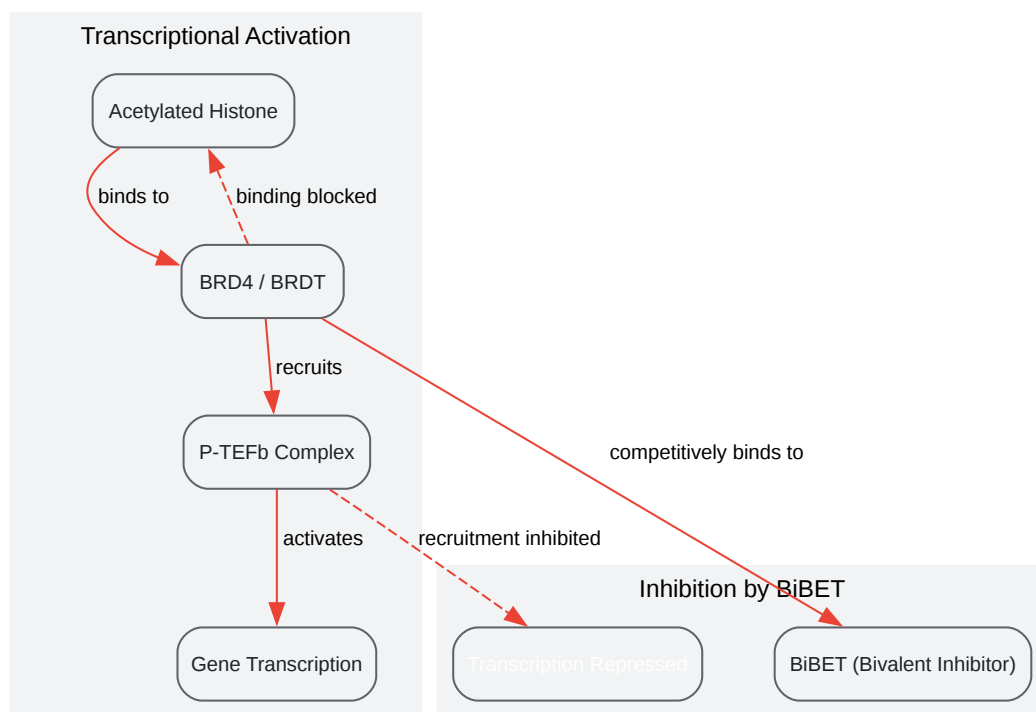 Transcriptional Activation
Acetylated Histone
binds to
binding blocked
BRD4 / BRDT
recruits
P-TEFb Complex
competitively binds to
activates
recruitment inhibited
Inhibition by BiBET
Gene Transcription
Transcription Repressed
BiBET (Bivalent Inhibitor)